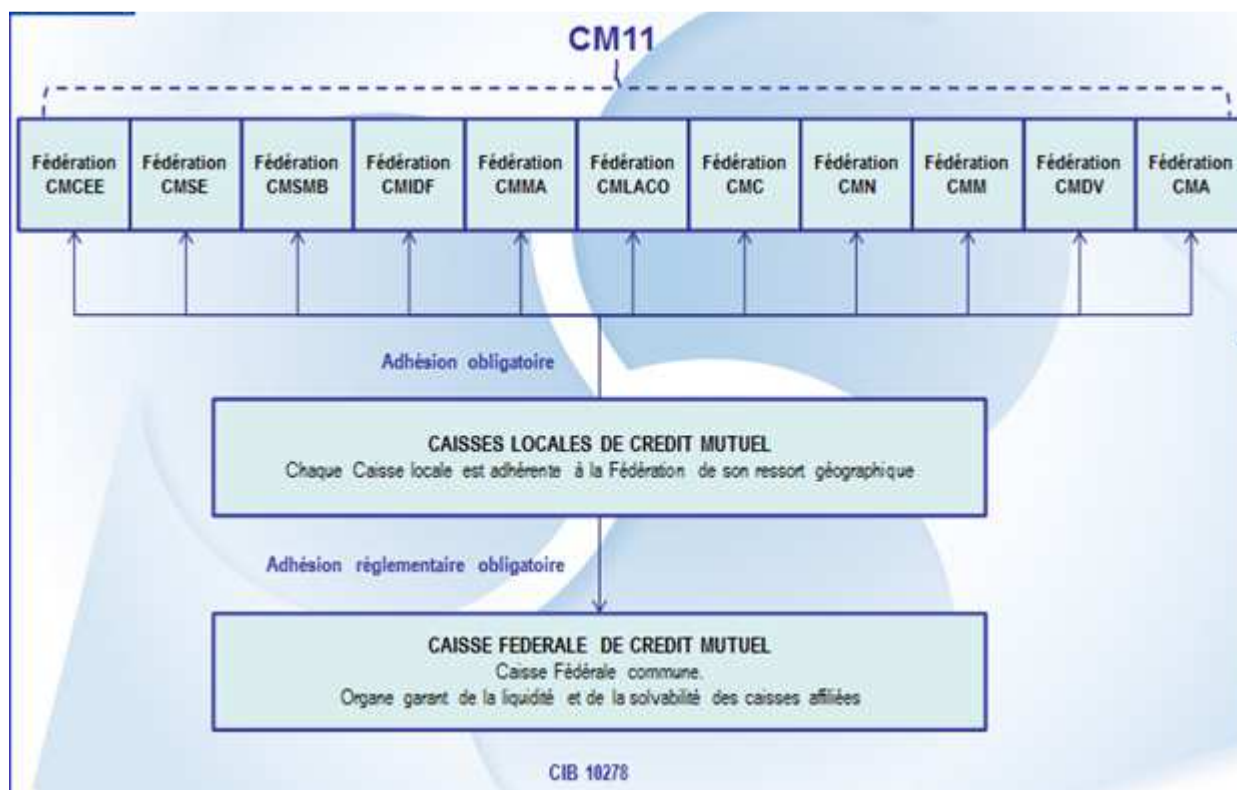 CM11
Fédération CMCEE
Fédération CMSE
Fédération CMSMB
Fédération CMIDF
Fédération CMMA
Fédération CMLACO
Fédération CMC
Fédération CMN
Fédération CMM
Fédération CMDV
Fédération CMA
Adhésion obligatoire
CAISSES LOCALES DE CREDIT MUTUEL
Chaque Caisse locale est adhérente à la Fédération de son ressort géographique
Adhésion réglementaire obligatoire
CAISSE FEDERALE DE CREDIT MUTUEL
Caisse Fédérale commune.
Organe garant de la liquidité et de la solvabilité des caisses affiliées
CIB 10278